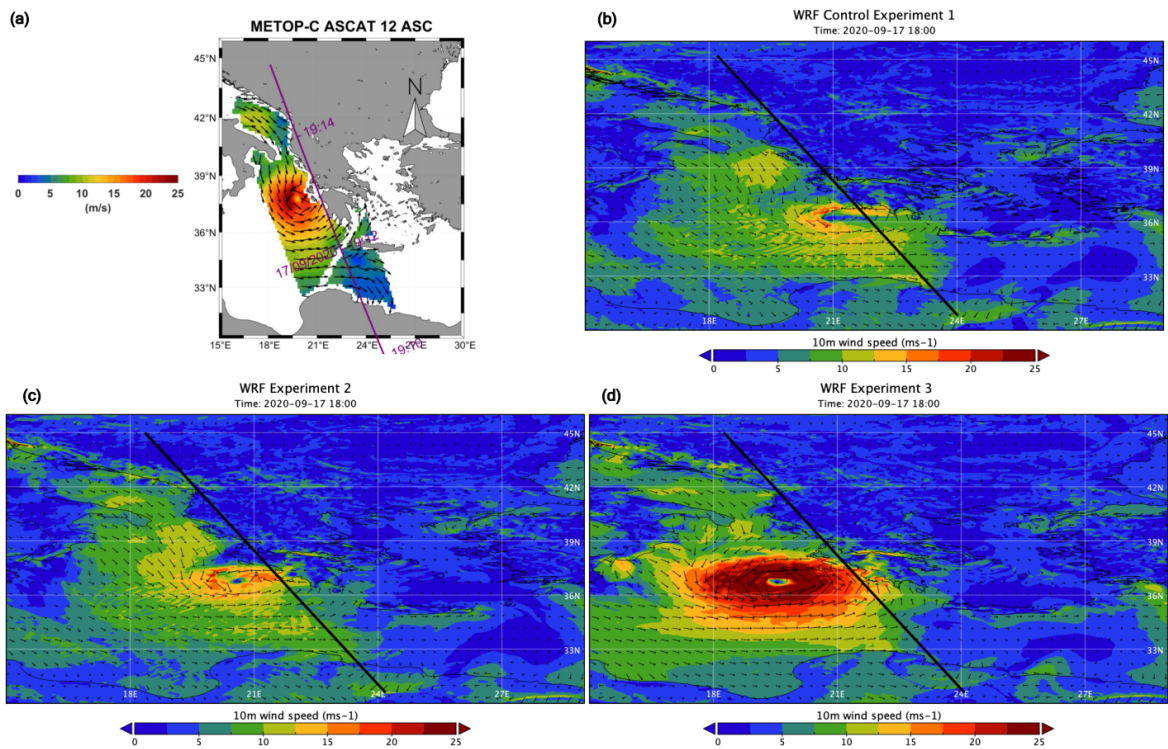 (a)
METOP-C ASCAT 12 ASC
45°N
42°N
39°N
36°N
33°N
15°E 18°E 21°E 24°E 27°E 30°E
N
19:14
17/09/2020
0 5 10 15 20 25
(m/s)
(b)
WRF Control Experiment 1
Time: 2020-09-17 18:00
45N
42N
39N
36N
33N
18E 21E 24E 27E
10m wind speed (ms-1)
0 5 10 15 20 25
(c)
WRF Experiment 2
Time: 2020-09-17 18:00
45N
42N
39N
36N
33N
18E 21E 24E 27E
10m wind speed (ms-1)
0 5 10 15 20 25
(d)
WRF Experiment 3
Time: 2020-09-17 18:00
45N
42N
39N
36N
33N
18E 21E 24E 27E
10m wind speed (ms-1)
0 5 10 15 20 25